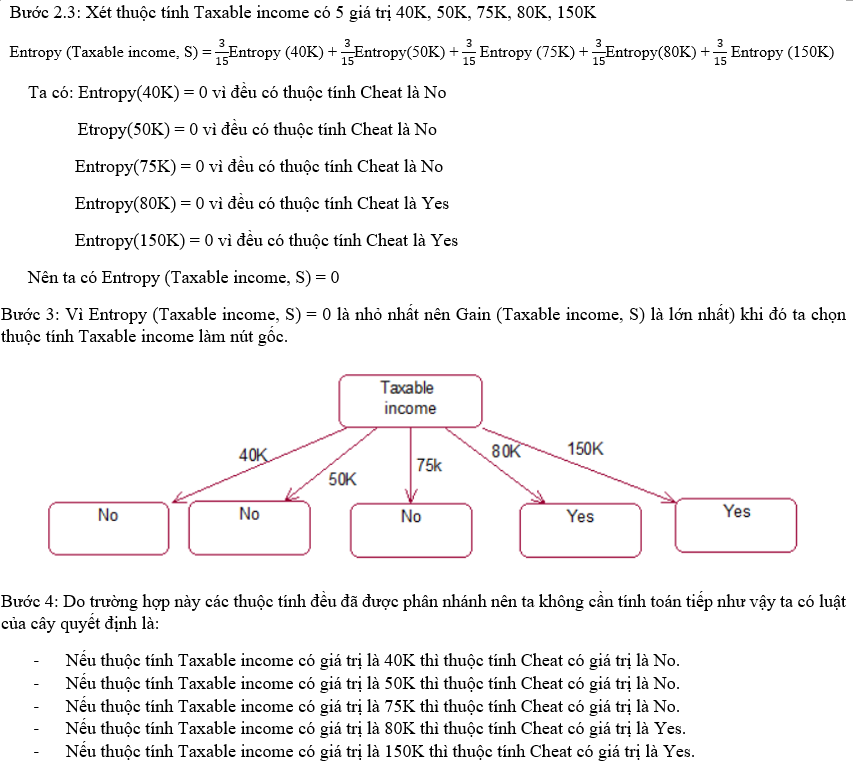 Bước 2.3: Xét thuộc tính Taxable income có 5 giá trị 40K, 50K, 75K, 80K, 150K
Entropy (Taxable income, S) = 3/15 Entropy (40K) + 3/15 Entropy(50K) + 3/15 Entropy (75K) + 3/15 Entropy(80K) + 3/15 Entropy (150K)
Ta có: Entropy(40K) = 0 vì đều có thuộc tính Cheat là No
Etropy(50K) = 0 vì đều có thuộc tính Cheat là No
Entropy(75K) = 0 vì đều có thuộc tính Cheat là No
Entropy(80K) = 0 vì đều có thuộc tính Cheat là Yes
Entropy(150K) = 0 vì đều có thuộc tính Cheat là Yes
Nên ta có Entropy (Taxable income, S) = 0
Bước 3: Vì Entropy (Taxable income, S) = 0 là nhỏ nhất nên Gain (Taxable income, S) là lớn nhất) khi đó ta chọn
thuộc tính Taxable income làm nút gốc.
Taxable
income
40K
50K
75k
80K
150K
No
No
No
Yes
Yes
Bước 4: Do trường hợp này các thuộc tính đều đã được phân nhánh nên ta không cần tính toán tiếp như vậy ta có luật
của cây quyết định là:
- Nếu thuộc tính Taxable income có giá trị là 40K thì thuộc tính Cheat có giá trị là No.
- Nếu thuộc tính Taxable income có giá trị là 50K thì thuộc tính Cheat có giá trị là No.
- Nếu thuộc tính Taxable income có giá trị là 75K thì thuộc tính Cheat có giá trị là No.
- Nếu thuộc tính Taxable income có giá trị là 80K thì thuộc tính Cheat có giá trị là Yes.
- Nếu thuộc tính Taxable income có giá trị là 150K thì thuộc tính Cheat có giá trị là Yes.